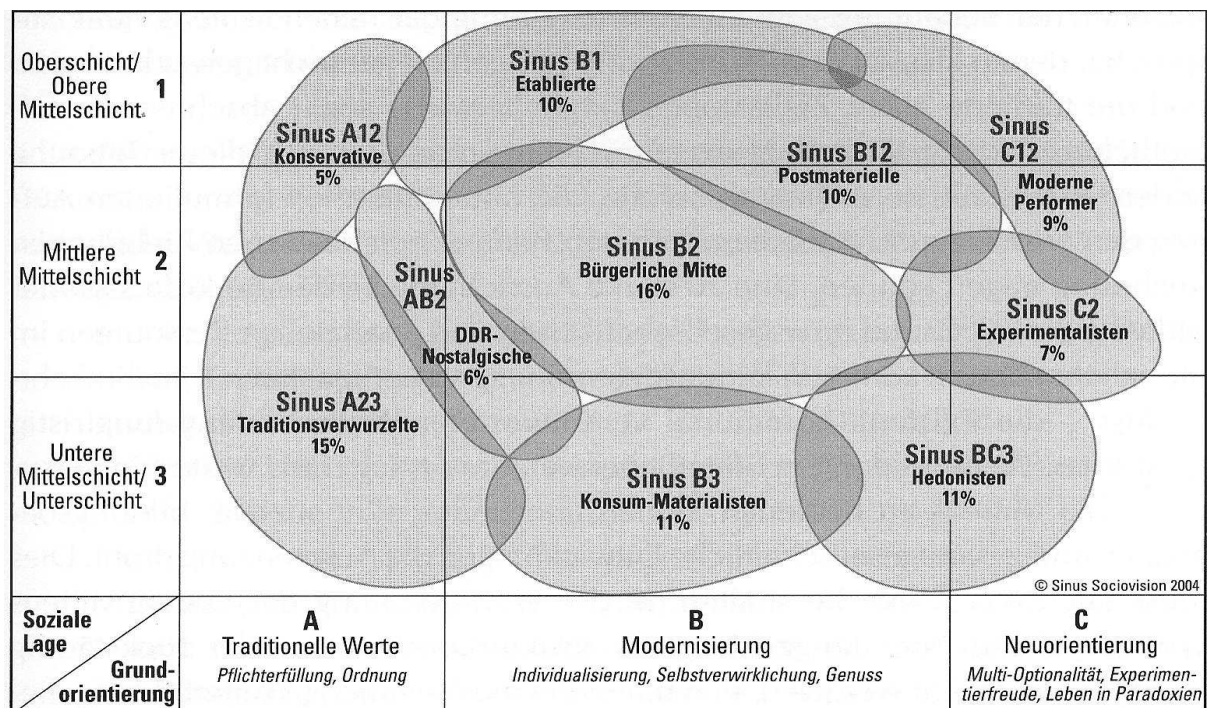 Oberschicht/
Obere
Mittelschicht
1
Mittlere
Mittelschicht
2
Untere
Mittelschicht/
Unterschicht
3
Sinus B1
Etablierte
10%
Sinus A12
Konservative
5%
Sinus B12
Postmaterielle
10%
Sinus
C12
Moderne
Performer
9%
Sinus
AB2
DDR-
Nostalgische
6%
Sinus B2
Bürgerliche Mitte
16%
Sinus C2
Experimentalisten
7%
Sinus A23
Traditionsverwurzelte
15%
Sinus B3
Konsum-Materialisten
11%
Sinus BC3
Hedonisten
11%
© Sinus Sociovision 2004
Soziale
Lage
Grund-
orientierung
A
Traditionelle Werte
Pflichterfüllung, Ordnung
B
Modernisierung
Individualisierung, Selbstverwirklichung, Genuss
C
Neuorientierung
Multi-Optionalität, Experimen-
tierfreude, Leben in Paradoxien